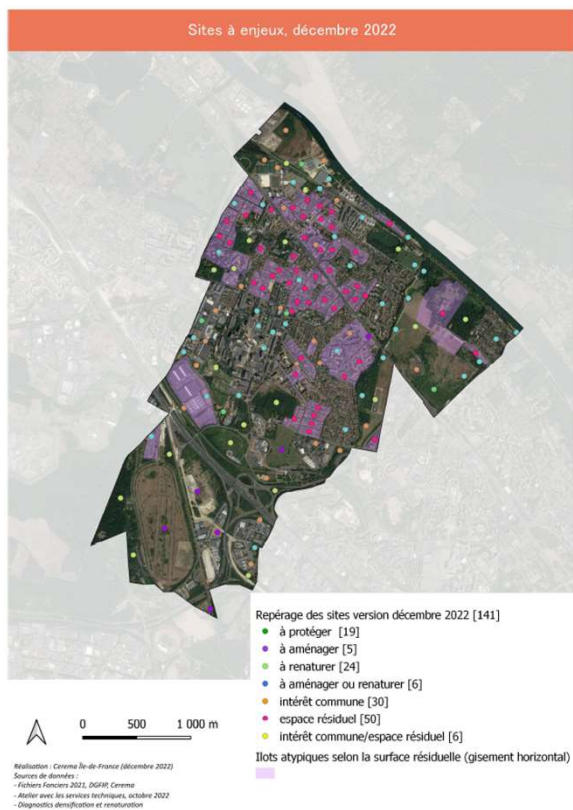 Sites à enjeux, décembre 2022
Repérage des sites version décembre 2022 [141]
à protéger [19]
à aménager [5]
à renaturer [24]
à aménager ou renaturer [6]
intérêt commune [30]
espace résiduel [50]
intérêt commune/espace résiduel [6]
Ilots atypiques selon la surface résiduelle (gisement horizontal)
0 500 1 000 m
Réalisation : Cerema Île-de-France (décembre 2022)
Sources de données :
- Fichiers Fonciers 2021, DGFIP, Cerema
- Atelier avec les services techniques, octobre 2022
- Diagnostics densification et renaturation